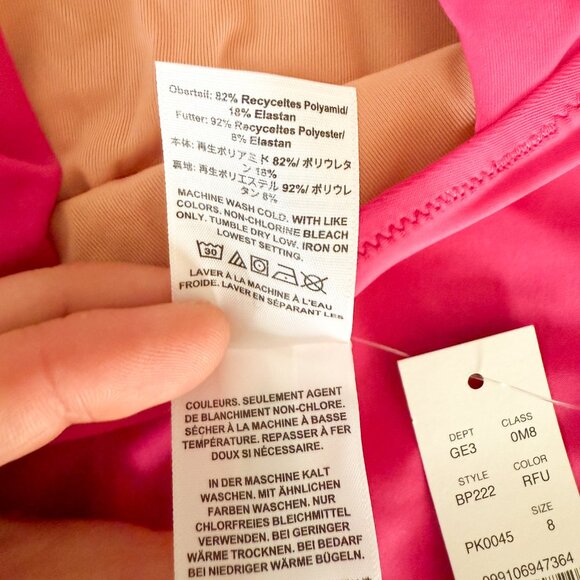 Oberteil: 82% Recyceltes Polyamid/
18% Elastan
Futter: 92% Recyceltes Polyester/
8% Elastan
本体: 再生ポリアミド 82%/ ポリウレタ
ン 18%
裏地: 再生ポリエステル 92%/ ポリウレ
タン 8%
MACHINE WASH COLD. WITH LIKE
COLORS. NON-CHLORINE BLEACH
ONLY. TUMBLE DRY LOW. IRON ON
LOWEST SETTING.
30
LAVER À LA MACHINE À L'EAU
FROIDE. LAVER EN SÉPARANT LES
COULEURS. SEULEMENT AGENT
DE BLANCHIMENT NON-CHLORE.
SÉCHER À LA MACHINE À BASSE
TEMPÉRATURE. REPASSER À FER
DOUX SI NÉCESSAIRE.
IN DER MASCHINE KALT
WASCHEN. MIT ÄHNLICHEN
FARBEN WASCHEN. NUR
CHLORFREIES BLEICHMITTEL
VERWENDEN. BEI GERINGER
WÄRME TROCKNEN. BEI BEDARF
BEI NIEDRIGER WÄRME BÜGELN.
DEPT CLASS
GE3 0M8
STYLE COLOR
BP222 RFU
SIZE
PK0045 8
99106947364